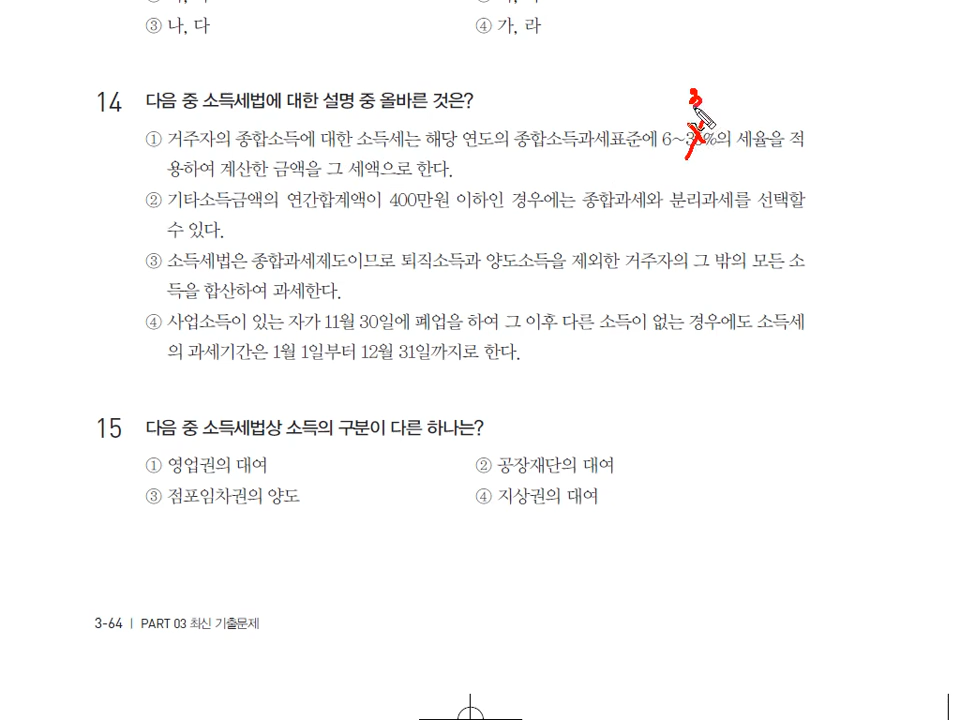 ③ 나, 다
④ 가, 라
14 다음 중 소득세법에 대한 설명 중 올바른 것은?
① 거주자의 종합소득에 대한 소득세는 해당 연도의 종합소득과세표준에 6~3%의 세율을 적
용하여 계산한 금액을 그 세액으로 한다.
② 기타소득금액의 연간합계액이 400만원 이하인 경우에는 종합과세와 분리과세를 선택할
수 있다.
③ 소득세법은 종합과세제도이므로 퇴직소득과 양도소득을 제외한 거주자의 그 밖의 모든 소
득을 합산하여 과세한다.
④ 사업소득이 있는 자가 11월 30일에 폐업을 하여 그 이후 다른 소득이 없는 경우에도 소득세
의 과세기간은 1월 1일부터 12월 31일까지로 한다.
15 다음 중 소득세법상 소득의 구분이 다른 하나는?
① 영업권의 대여
② 공장재단의 대여
③ 점포임차권의 양도
④ 지상권의 대여
3-64 | PART 03 최신 기출문제